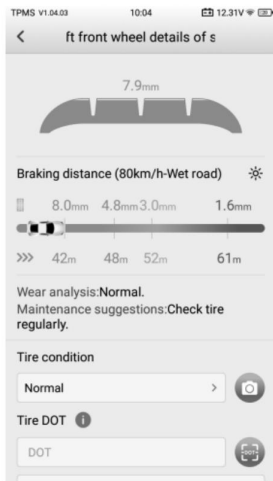 TPMS V1.04.03 10:04 12.31V
ft front wheel details of s
7.9mm
Braking distance (80km/h-Wet road)
8.0mm 4.8mm 3.0mm 1.6mm
>>> 42m 48m 52m 61m
Wear analysis:Normal.
Maintenance suggestions:Check tire
regularly.
Tire condition
Normal >
Tire DOT i
DOT DOT